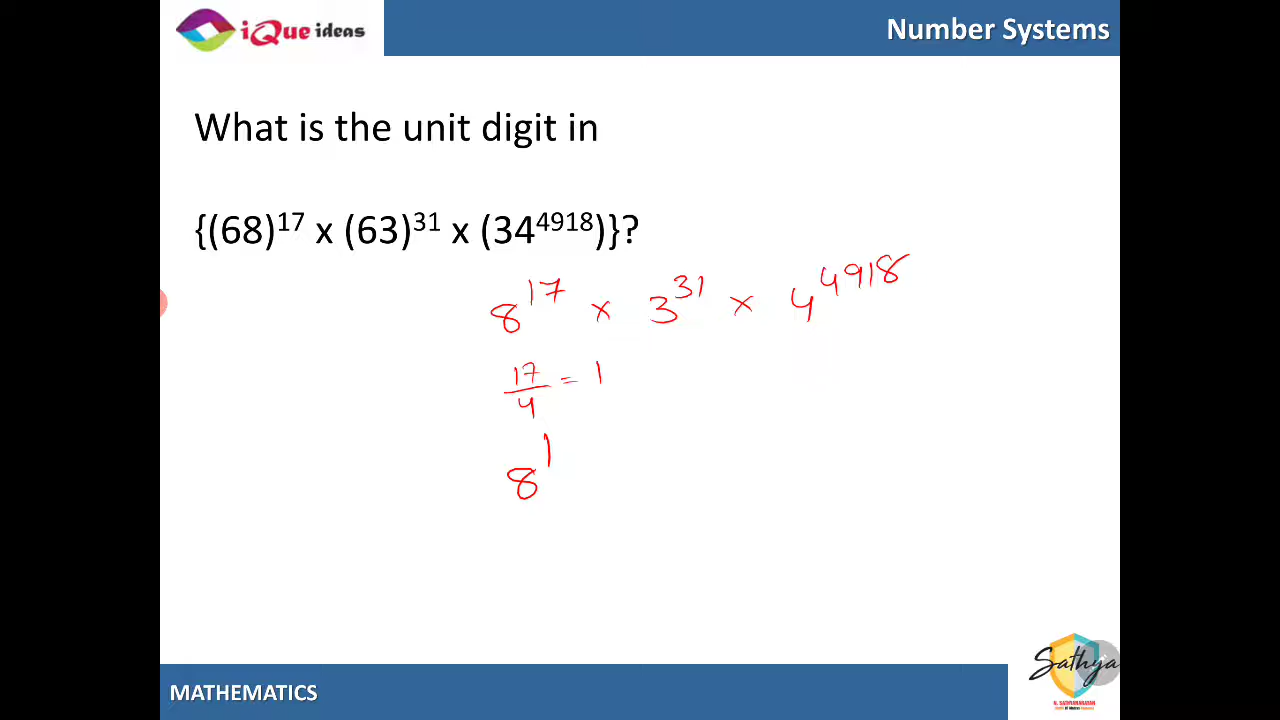 iQue ideas
Number Systems
What is the unit digit in
{(68)¹⁷ x (63)³¹ x (34⁴⁹¹⁸)}?
8¹⁷ x 3³¹ x 4⁴⁹¹⁸
17/4 = 1
8¹
Sathya
MATHEMATICS